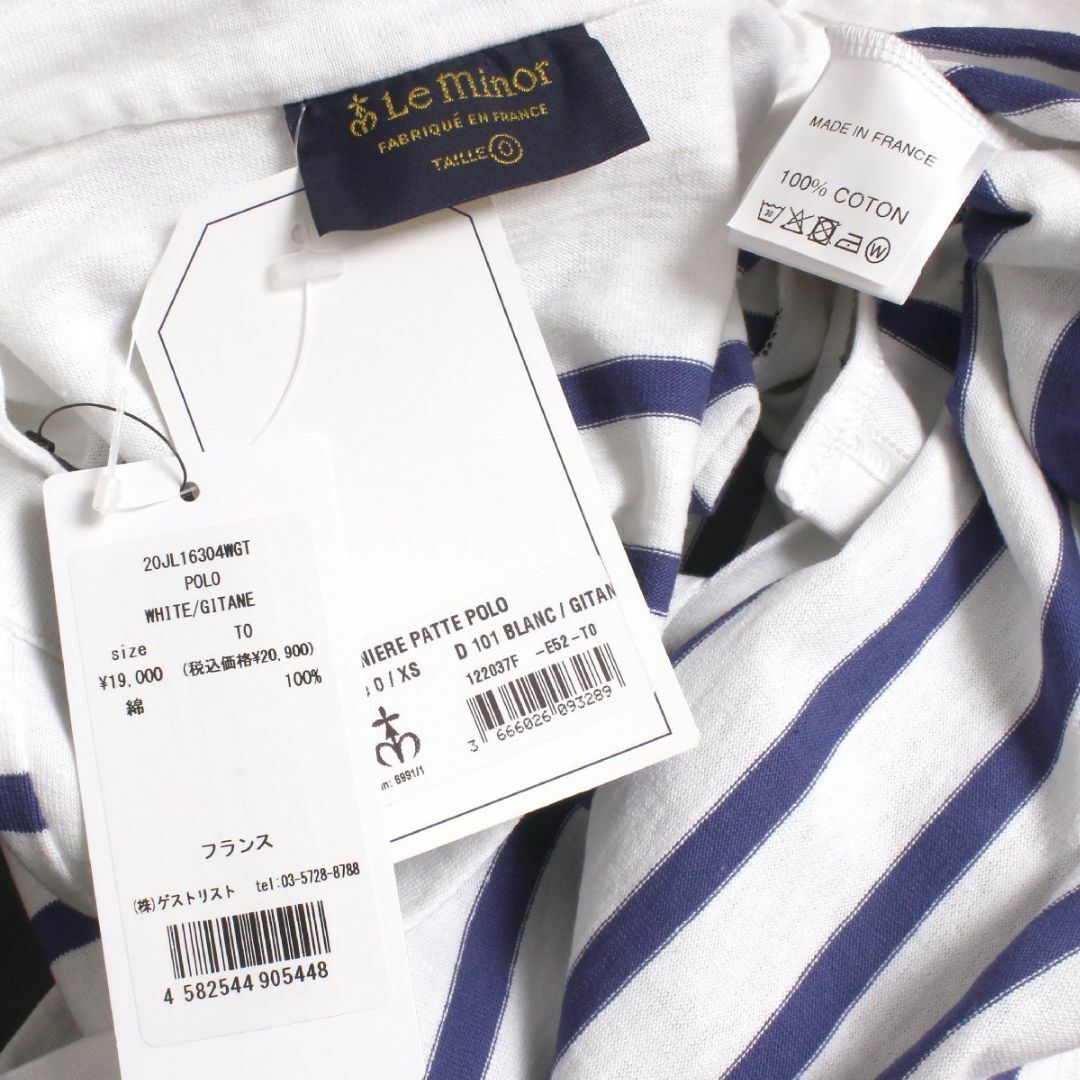 Le Minor
FABRIQUÉ EN FRANCE
TAILLE 0
MADE IN FRANCE
100% COTON
30
W
20JL16304WGT
POLO
WHITE/GITANE
size T0
¥19,000 (税込価格¥20,900)
綿 100%
フランス
(株)ゲストリスト tel:03-5728-8788
4 582544 905448
NIERE PATTE POLO
D 101 BLANC / GITAN
0 / XS
122037F -E52-T0
3 666026 093289
m: 8991/1